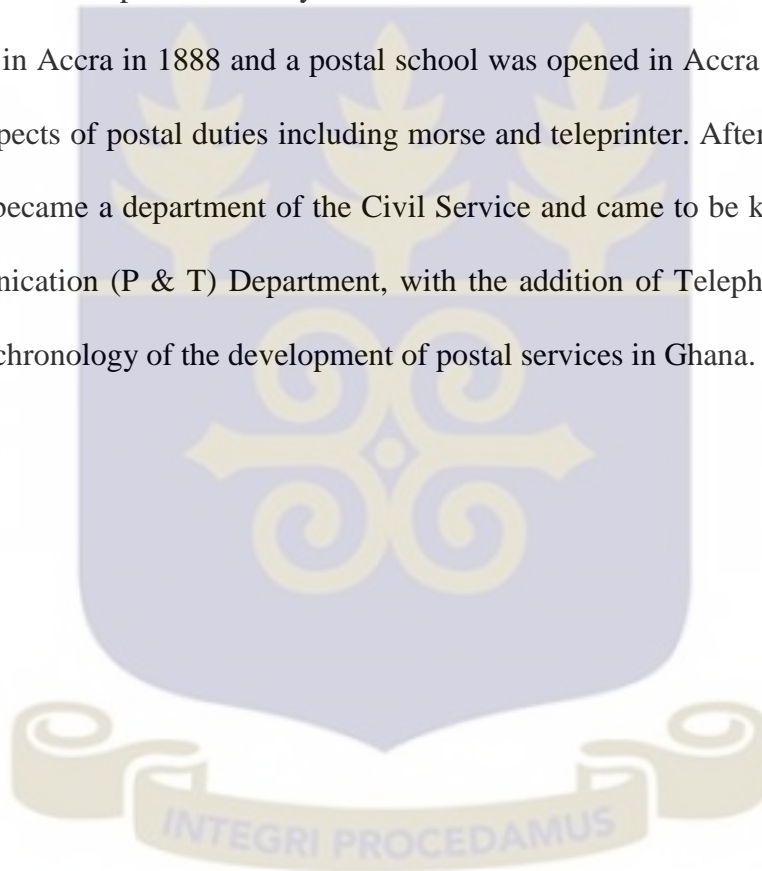 in Accra in 1888 and a postal school was opened in Accra
pects of postal duties including morse and teleprinter. After
became a department of the Civil Service and came to be k
nication (P & T) Department, with the addition of Teleph
chronology of the development of postal services in Ghana.
INTEGRI PROCEDAMUS